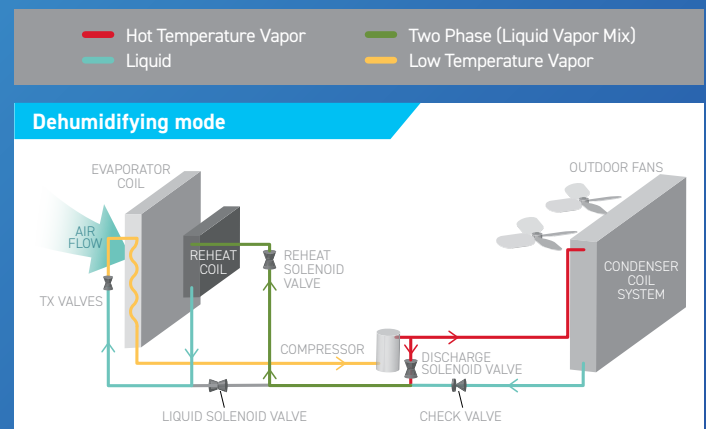 Hot Temperature Vapor
Two Phase (Liquid Vapor Mix)
Liquid
Low Temperature Vapor
Dehumidifying mode
EVAPORATOR
COIL
OUTDOOR FANS
AIR
FLOW
REHEAT
COIL
REHEAT
SOLENOID
VALVE
CONDENSER
COIL
SYSTEM
TX VALVES
COMPRESSOR
DISCHARGE
SOLENOID VALVE
LIQUID SOLENOID VALVE
CHECK VALVE